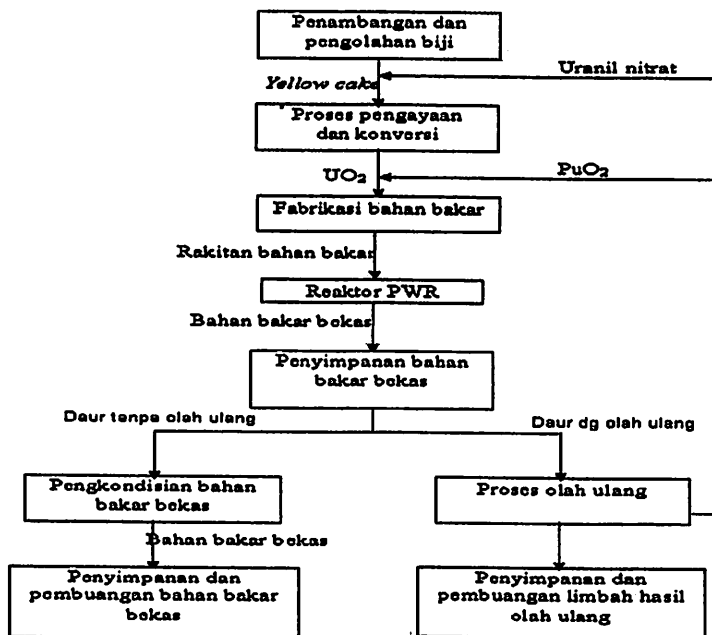 Penambangan dan
pengolahan biji
Uranil nitrat
Yellow cake
Proses pengayaan
dan konversi
UO₂
PuO₂
Fabrikasi bahan bakar
Rakitan bahan bakar
Reaktor PWR
Bahan bakar bekas
Penyimpanan bahan
bakar bekas
Daur tanpa olah ulang
Daur dg olah ulang
Pengkondisian bahan
bakar bekas
Proses olah ulang
Bahan bakar bekas
Penyimpanan dan
pembuangan bahan bakar
bekas
Penyimpanan dan
pembuangan limbah hasil
olah ulang